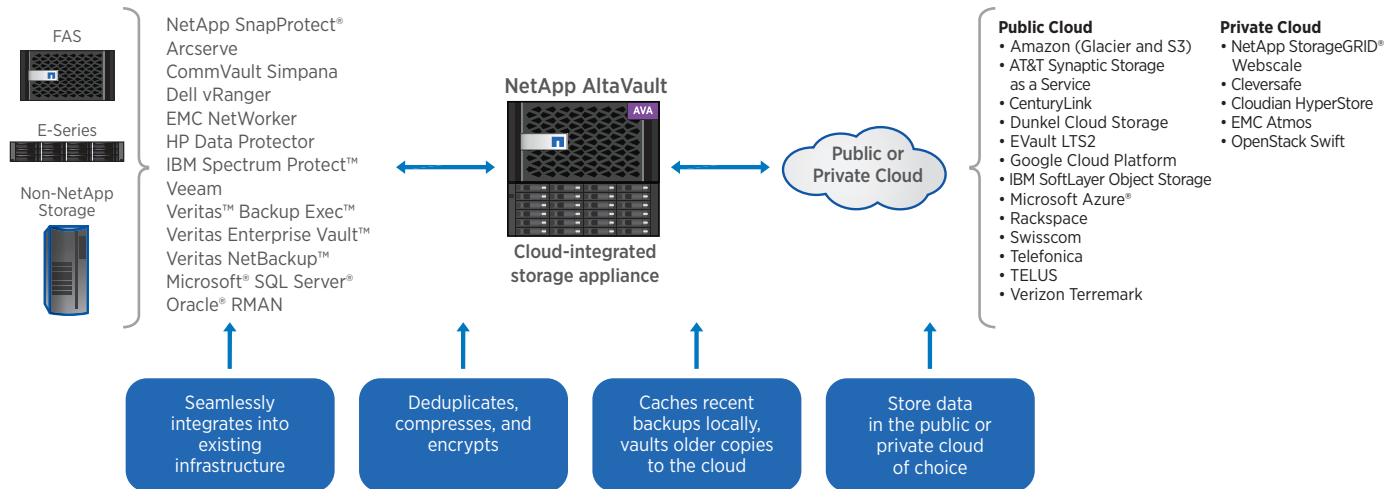 FAS
E-Series
Non-NetApp
Storage
NetApp SnapProtect®
Arcserve
CommVault Simpana
Dell vRanger
EMC NetWorker
HP Data Protector
IBM Spectrum Protect™
Veeam
Veritas™ Backup Exec™
Veritas Enterprise Vault™
Veritas NetBackup™
Microsoft® SQL Server®
Oracle® RMAN
NetApp AltaVault
AVA
Cloud-integrated
storage appliance
Public or
Private Cloud
Public Cloud
• Amazon (Glacier and S3)
• AT&T Synaptic Storage
as a Service
• CenturyLink
• Dunkel Cloud Storage
• EVault LTS2
• Google Cloud Platform
• IBM SoftLayer Object Storage
• Microsoft Azure®
• Rackspace
• Swisscom
• Telefonica
• TELUS
• Verizon Terremark
Private Cloud
• NetApp StorageGRID®
Webscale
• Cleversafe
• Cloudian HyperStore
• EMC Atmos
• OpenStack Swift
Seamlessly
integrates into
existing
infrastructure
Deduplicates,
compresses, and
encrypts
Caches recent
backups locally,
vaults older copies
to the cloud
Store data
in the public or
private cloud
of choice